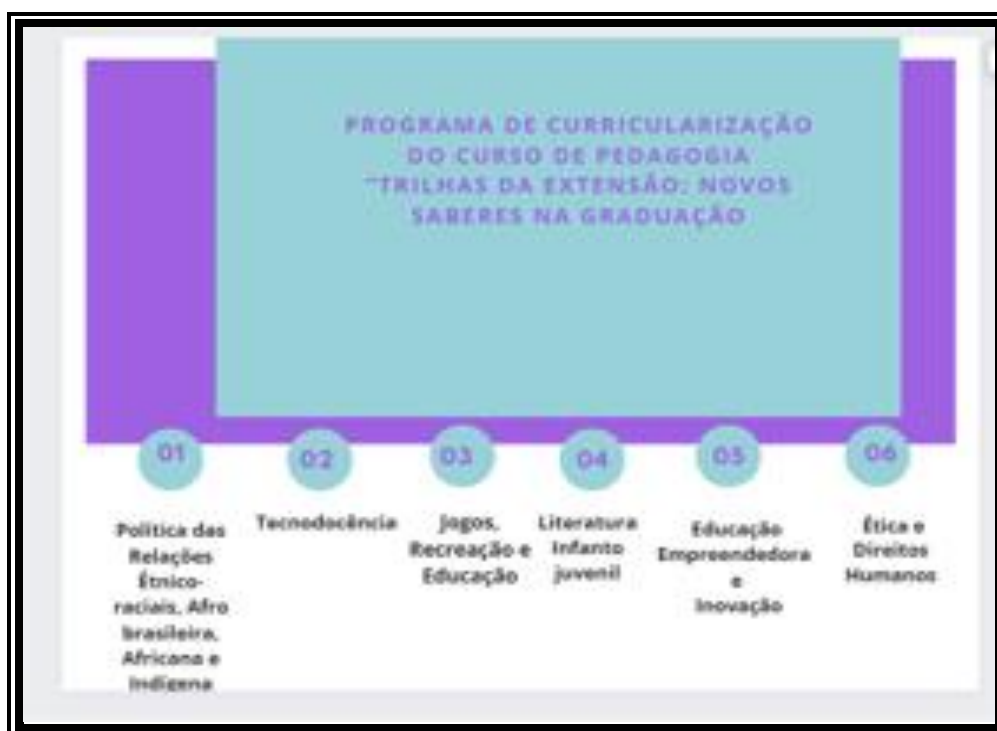 PROGRAMA DE CURRICULARIZAÇÃO
DO CURSO DE PEDAGOGIA
"TRILHAS DA EXTENSÃO: NOVOS
SABERES NA GRADUAÇÃO
01
Política das
Relações
Étnico-
raciais, Afro
brasileira,
Africana e
Indígena
02
Tecnodocência
03
Jogos,
Recreação e
Educação
04
Literatura
Infanto
juvenil
05
Educação
Empreendedora
e
Inovação
06
Ética e
Direitos
Humanos